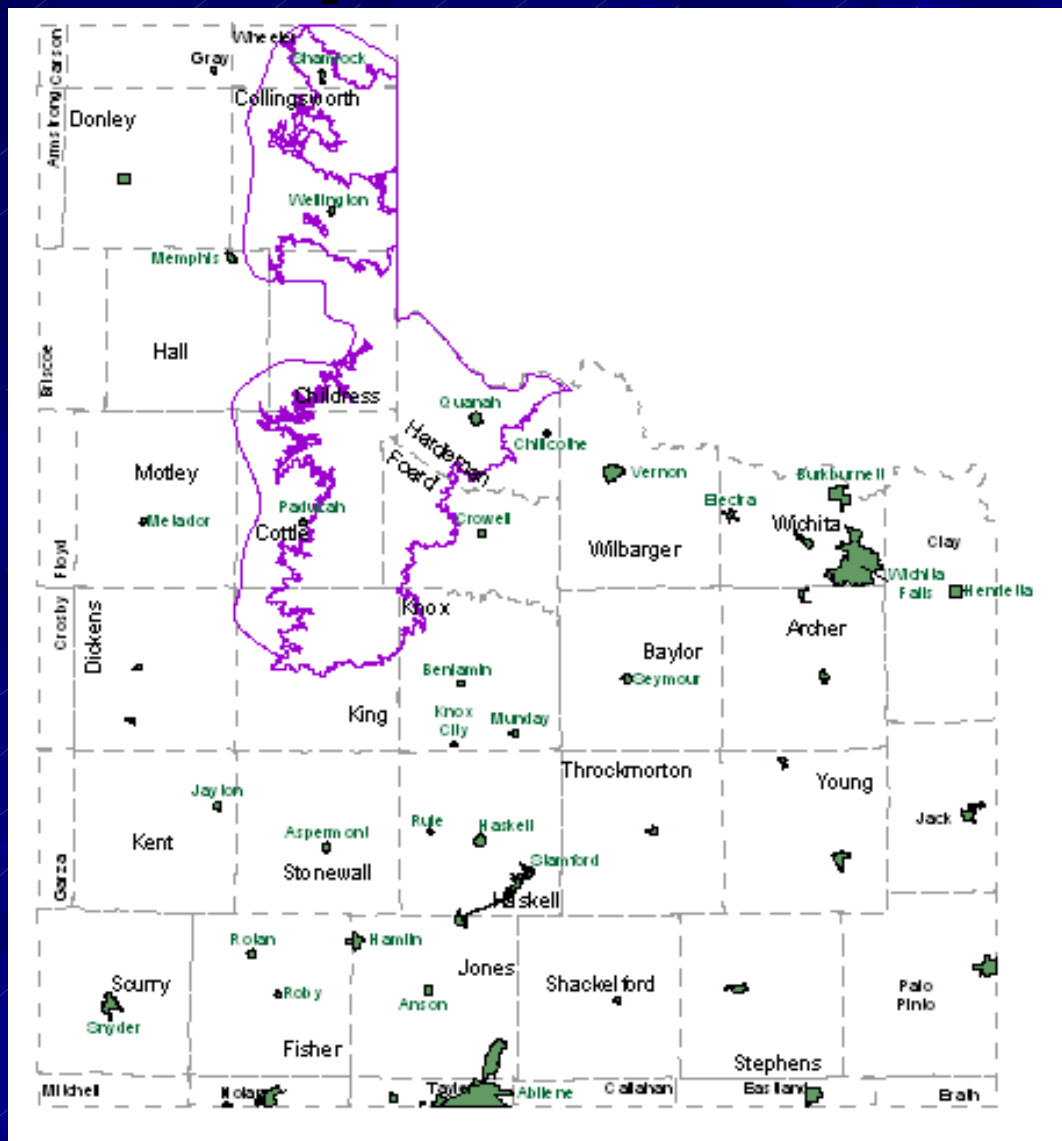 Carson
Wheeler
Gray
Shamrock
Armstrong
Collingsworth
Donley
Wellington
Memphis
Briscoe
Hall
Childress
Quanah
Chillicothe
Hardeman
Foard
Motley
Vernon
Burkburnell
Electra
Matador
Paducah
Crowell
Wichita
Cottle
Floyd
Wilbarger
Clay
Wichita
Falls
Henrietta
Crosby
Dickens
Knox
Archer
Baylor
Benjamin
Seymour
King
Knox
City
Munday
Throckmorton
Young
Jayton
Kent
Aspermont
Rule
Haskell
Jack
Garza
Stonewall
Stamford
Haskell
Rotan
Hamlin
Jones
Scurry
Roby
Anson
Shackelford
Palo
Pinto
Snyder
Fisher
Stephens
Mitchell
Nolan
Taylor
Abilene
Callahan
Eastland
Erath